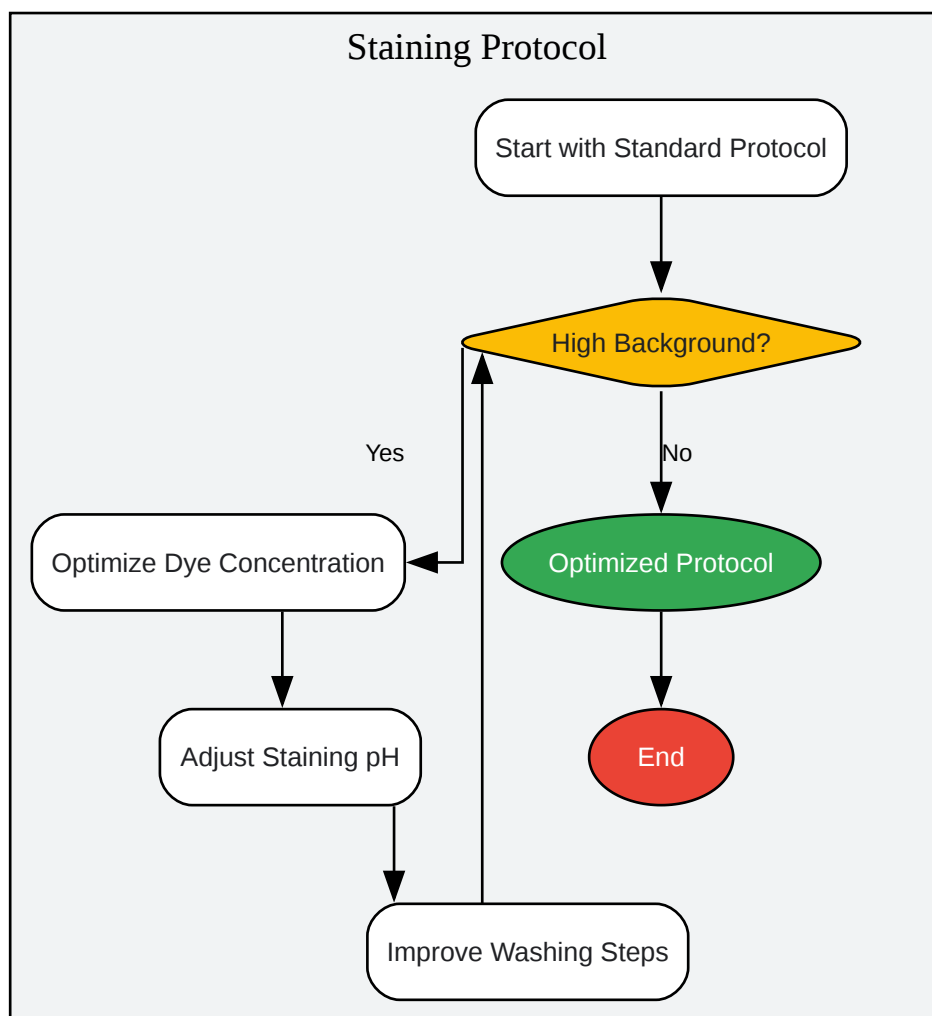 Staining Protocol
Start with Standard Protocol
High Background?
Yes
No
Optimize Dye Concentration
Optimized Protocol
Adjust Staining pH
End
Improve Washing Steps